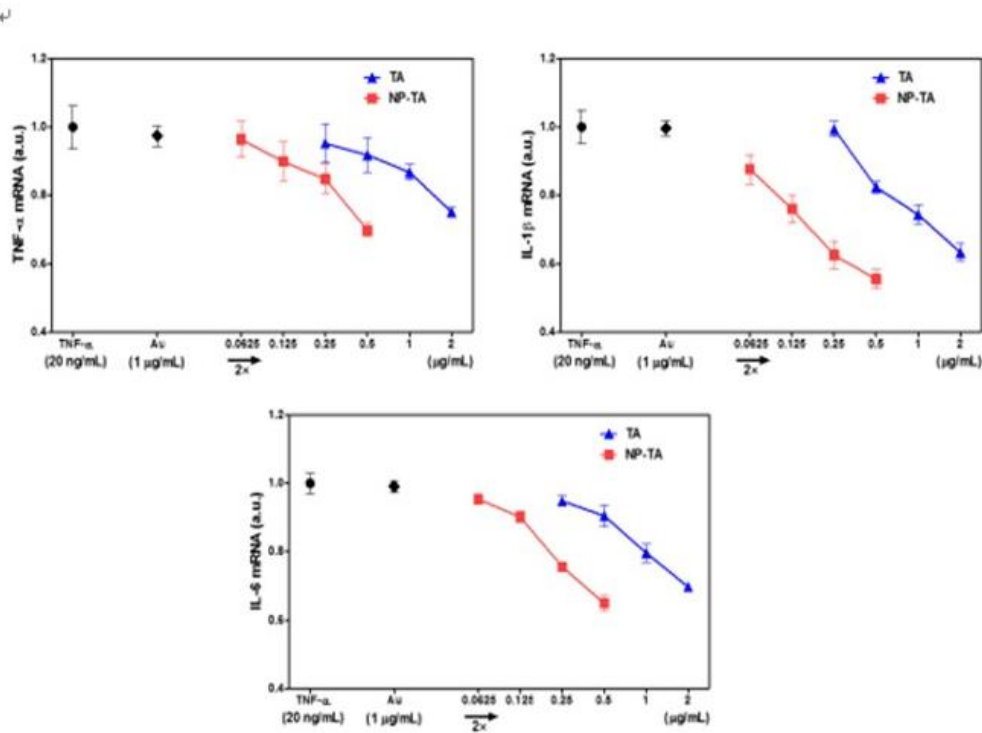 ↵
1.2
1.0
0.8
0.6
0.4
TNF-α mRNA (a.u.)
TA
NP-TA
TNF-α
Au
0.0625 0.125 0.25 0.5 1 2
(20 ng/mL) (1 μg/mL) 2× (μg/mL)
1.2
1.0
0.8
0.6
0.4
IL-1β mRNA (a.u.)
TA
NP-TA
TNF-α
Au
0.0625 0.125 0.25 0.5 1 2
(20 ng/mL) (1 μg/mL) 2× (μg/mL)
1.2
1.0
0.8
0.6
0.4
IL-6 mRNA (a.u.)
TA
NP-TA
TNF-α
Au
0.0625 0.125 0.25 0.5 1 2
(20 ng/mL) (1 μg/mL) 2× (μg/mL)